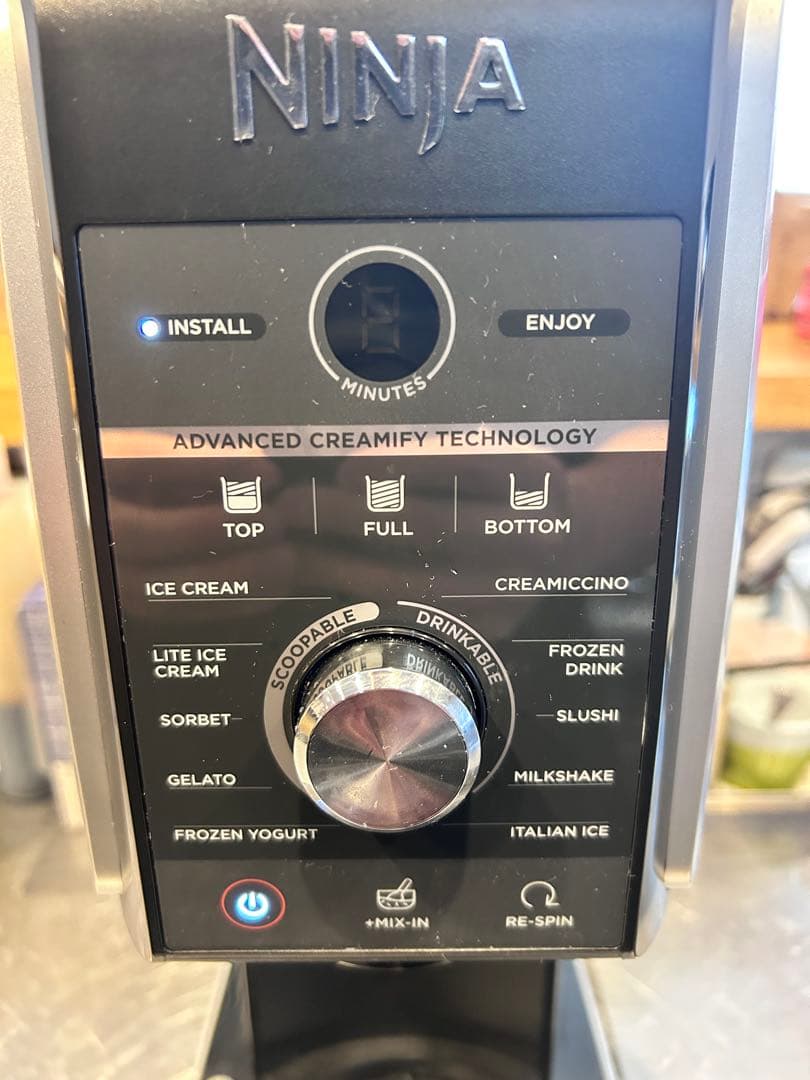 NINJA
INSTALL
ENJOY
MINUTES
ADVANCED CREAMIFY TECHNOLOGY
TOP
FULL
BOTTOM
ICE CREAM
CREAMICCINO
SCOOPABLE
DRINKABLE
LITE ICE
CREAM
FROZEN
DRINK
SORBET
SLUSHI
GELATO
MILKSHAKE
FROZEN YOGURT
ITALIAN ICE
+MIX-IN
RE-SPIN